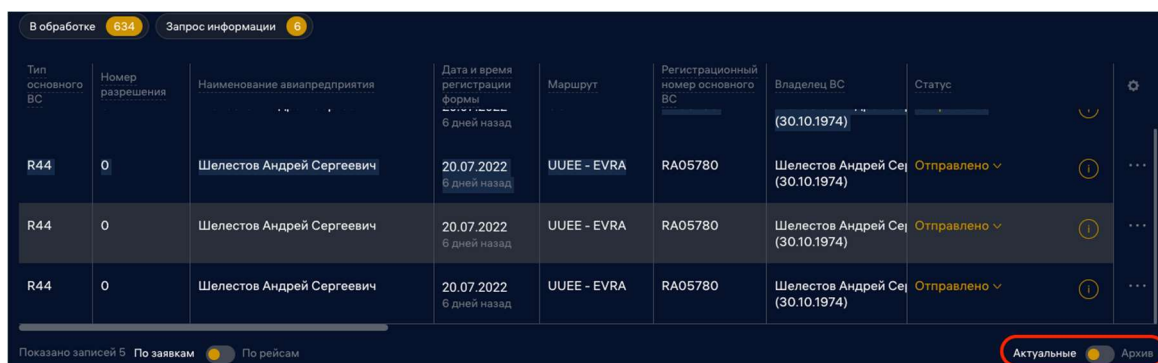 В обработке 634 Запрос информации 6
Тип основного ВС Номер разрешения Наименование авиапредприятия Дата и время регистрации формы Маршрут Регистрационный номер основного ВС Владелец ВС Статус
6 дней назад (30.10.1974)
R44 0 Шелестов Андрей Сергеевич 20.07.2022 UUEE - EVRA RA05780 Шелестов Андрей Сер Отправлено
6 дней назад (30.10.1974)
R44 0 Шелестов Андрей Сергеевич 20.07.2022 UUEE - EVRA RA05780 Шелестов Андрей Сер Отправлено
6 дней назад (30.10.1974)
R44 0 Шелестов Андрей Сергеевич 20.07.2022 UUEE - EVRA RA05780 Шелестов Андрей Сер Отправлено
6 дней назад (30.10.1974)
Показано записей 5 По заявкам По рейсам Актуальные Архив